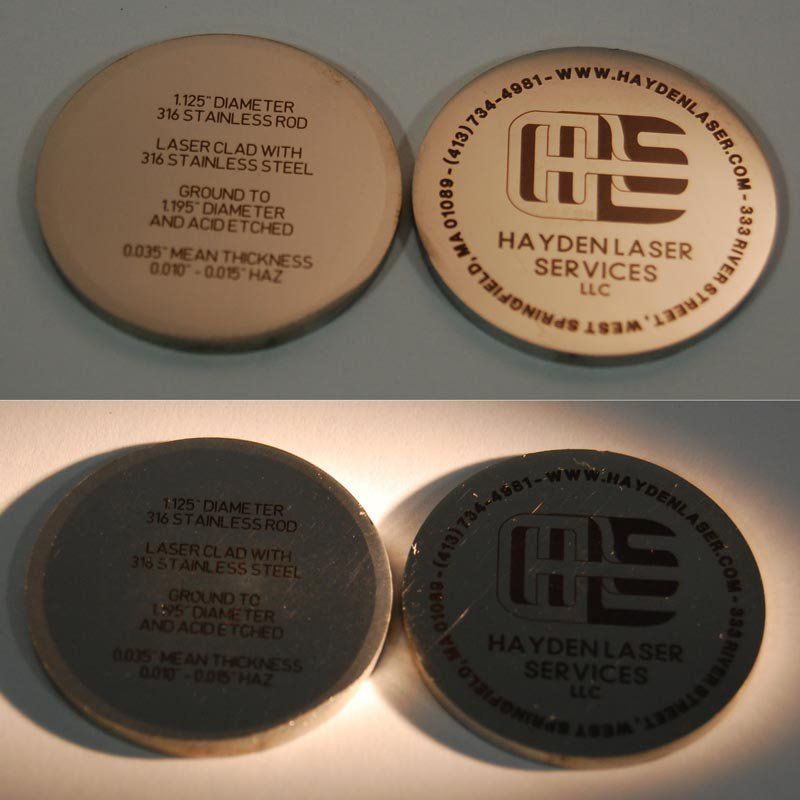 1.125" DIAMETER
316 STAINLESS ROD
LASER CLAD WITH
316 STAINLESS STEEL
GROUND TO
1.195" DIAMETER
AND ACID ETCHED
0.035" MEAN THICKNESS
0.010" - 0.015" HAZ
(413)734-4981 - WWW.HAYDENLASER.COM - 333 RIVER STREET, WEST SPRINGFIELD, MA 01089 -
HLS
HAYDEN LASER
SERVICES
LLC
1.125" DIAMETER
316 STAINLESS ROD
LASER CLAD WITH
316 STAINLESS STEEL
GROUND TO
1.195" DIAMETER
AND ACID ETCHED
0.035" MEAN THICKNESS
0.010" - 0.015" HAZ
(413)734-4981 - WWW.HAYDENLASER.COM - 333 RIVER STREET, WEST SPRINGFIELD, MA 01089 -
HLS
HAYDEN LASER
SERVICES
LLC